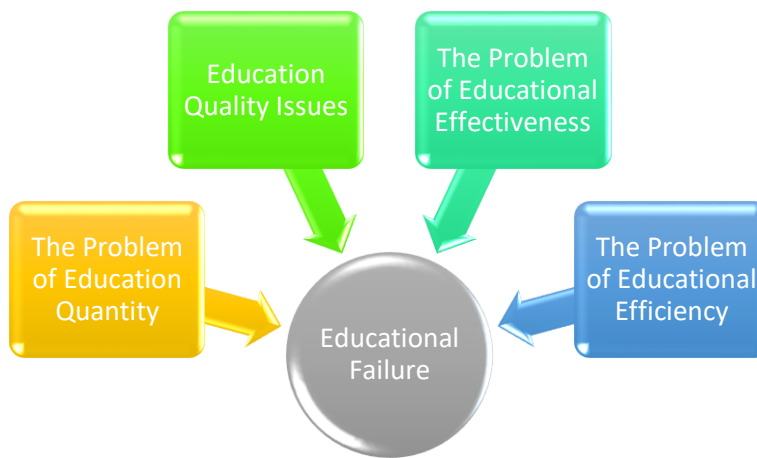 The Problem
of Education
Quantity
Education
Quality Issues
The Problem
of Educational
Effectiveness
The Problem
of Educational
Efficiency
Educational
Failure